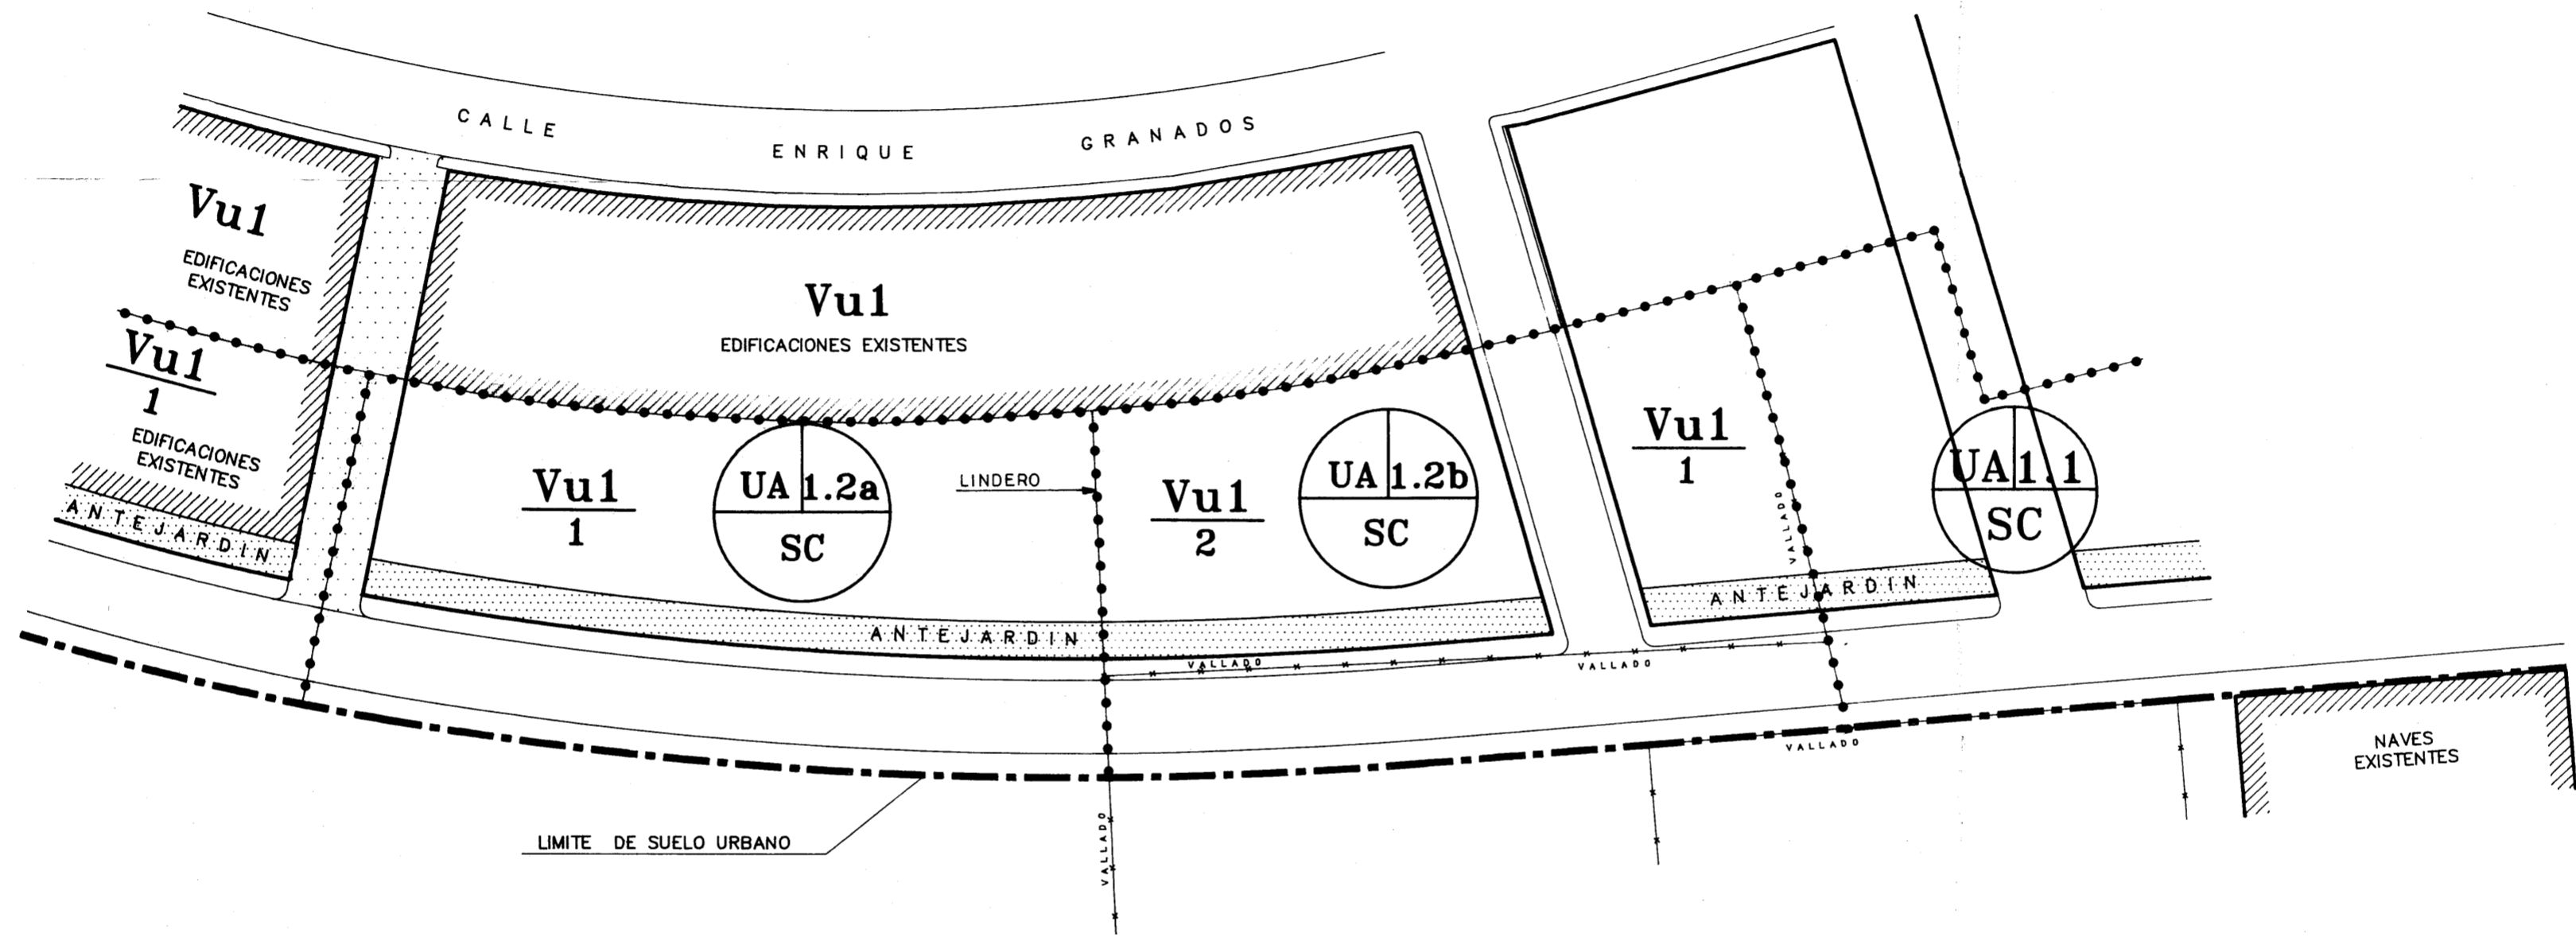 CALLE ENRIQUE GRANADOS
Vu1
EDIFICACIONES
EXISTENTES
Vu1
1
EDIFICACIONES
EXISTENTES
ANTEJARDIN
Vu1
EDIFICACIONES EXISTENTES
Vu1
1
UA 1.2a
SC
LINDERO
Vu1
2
UA 1.2b
SC
ANTEJARDIN
VALLADO
VALLADO
Vu1
1
VALLADO
UA 1.1
SC
ANTEJARDIN
VALLADO
NAVES
EXISTENTES
LIMITE DE SUELO URBANO
VALLADO